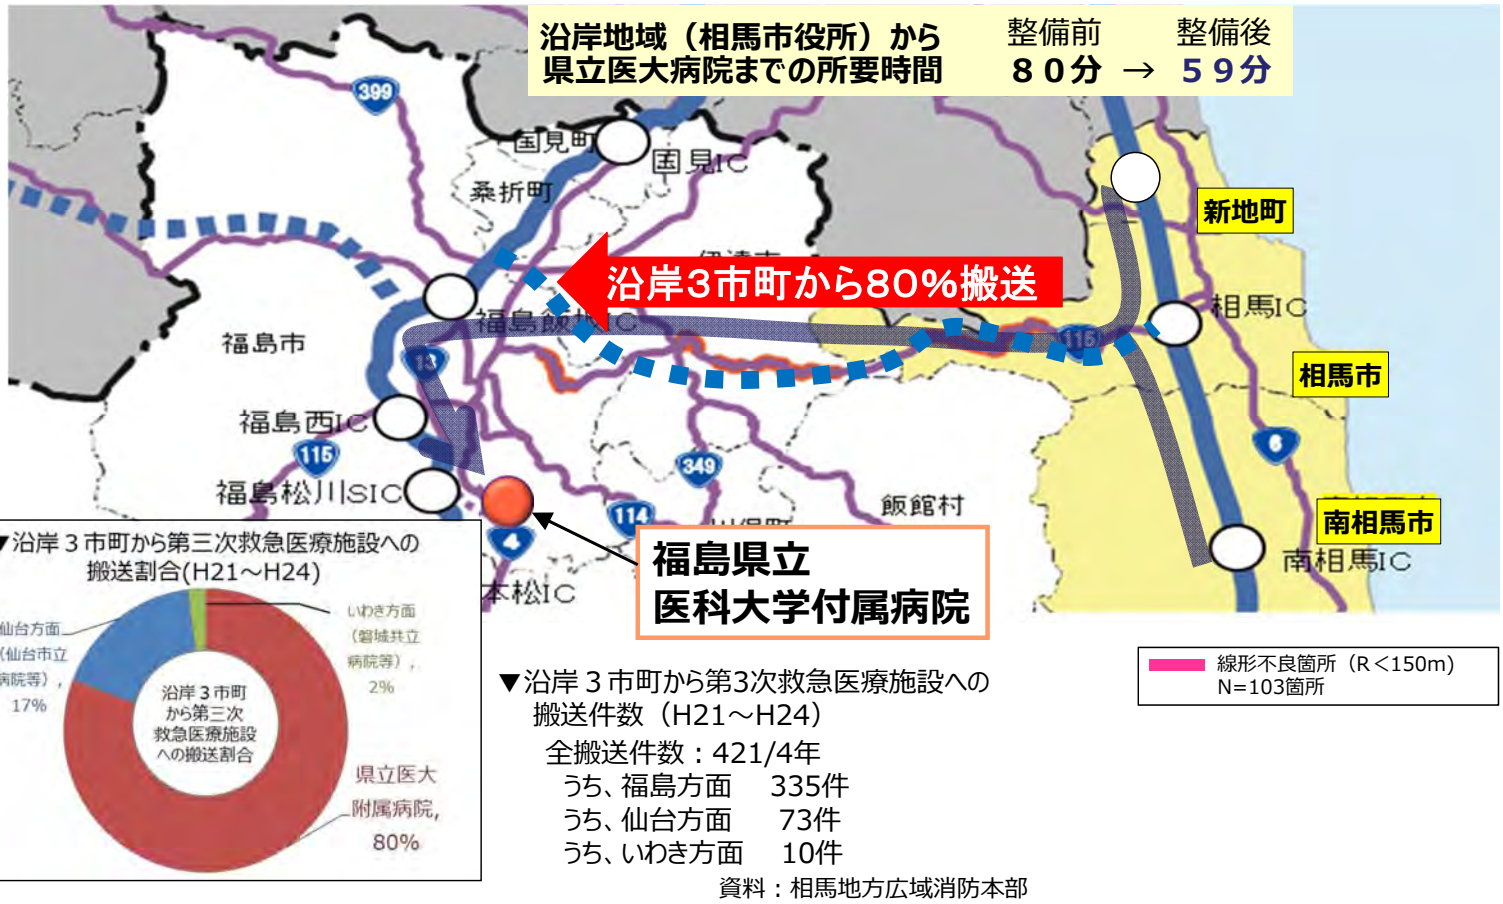 沿岸地域（相馬市役所）から
県立医大病院までの所要時間
整備前 整備後
８０分 → ５９分
399
国見町
国見IC
桑折町
新地町
沿岸3市町から80%搬送
福島飯坂IC
相馬IC
福島市
13
115
相馬市
福島西IC
115
6
349
福島松川SIC
飯館村
114
南相馬市
4
南相馬IC
本松IC
福島県立
医科大学付属病院
▼沿岸３市町から第三次救急医療施設への
搬送割合(H21～H24)
仙台方面
（仙台市立
病院等）,
17%
いわき方面
（磐城共立
病院等）,
2%
沿岸３市町
から第三次
救急医療施設
への搬送割合
県立医大
附属病院,
80%
▼沿岸３市町から第3次救急医療施設への
搬送件数（H21～H24）
全搬送件数：421/4年
うち、福島方面 335件
うち、仙台方面 73件
うち、いわき方面 10件
資料：相馬地方広域消防本部
線形不良箇所（R＜150m)
N=103箇所